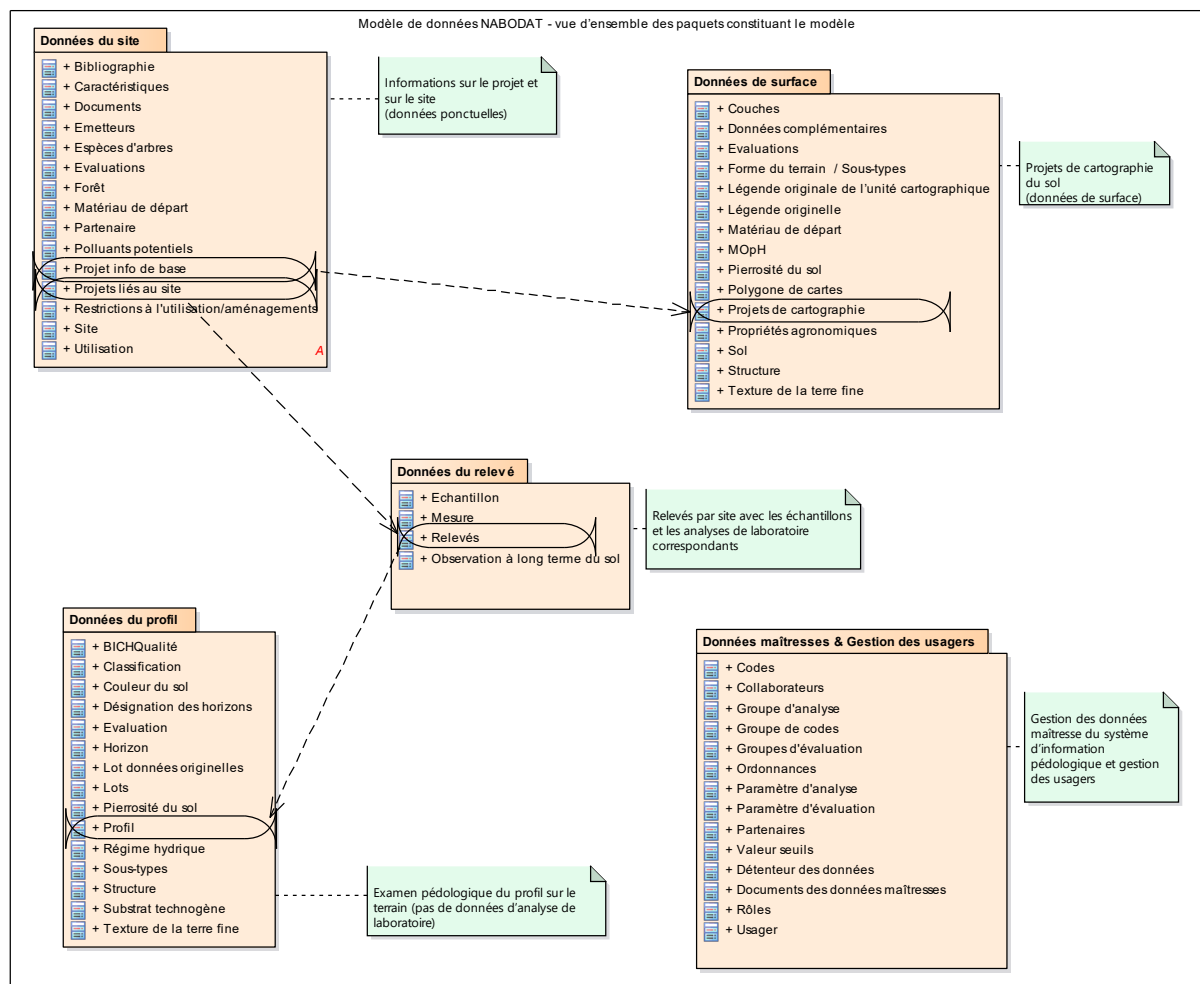 Modèle de données NABODAT - vue d'ensemble des paquets constituant le modèle
Données du site
+ Bibliographie
+ Caractéristiques
+ Documents
+ Emetteurs
+ Espèces d'arbres
+ Evaluations
+ Forêt
+ Matériau de départ
+ Partenaire
+ Polluants potentiels
+ Projet info de base
+ Projets liés au site
+ Restrictions à l'utilisation/aménagements
+ Site
+ Utilisation
A
Informations sur le projet et
sur le site
(données ponctuelles)
Données de surface
+ Couches
+ Données complémentaires
+ Evaluations
+ Forme du terrain / Sous-types
+ Légende originale de l'unité cartographique
+ Légende originelle
+ Matériau de départ
+ MOpH
+ Pierrosité du sol
+ Polygone de cartes
+ Projets de cartographie
+ Propriétés agronomiques
+ Sol
+ Structure
+ Texture de la terre fine
Projets de cartographie
du sol
(données de surface)
Données du relevé
+ Echantillon
+ Mesure
+ Relevés
+ Observation à long terme du sol
Relevés par site avec les échantillons
et les analyses de laboratoire
correspondants
Données du profil
+ BICHQualité
+ Classification
+ Couleur du sol
+ Désignation des horizons
+ Evaluation
+ Horizon
+ Lot données originelles
+ Lots
+ Pierrosité du sol
+ Profil
+ Régime hydrique
+ Sous-types
+ Structure
+ Substrat technogène
+ Texture de la terre fine
Examen pédologique du profil sur le
terrain (pas de données d'analyse de
laboratoire)
Données maîtresses & Gestion des usagers
+ Codes
+ Collaborateurs
+ Groupe d'analyse
+ Groupe de codes
+ Groupes d'évaluation
+ Ordonnances
+ Paramètre d'analyse
+ Paramètre d'évaluation
+ Partenaires
+ Valeur seuils
+ Détenteur des données
+ Documents des données maîtresses
+ Rôles
+ Usager
Gestion des données
maîtresse du système
d'information
pédologique et gestion
des usagers